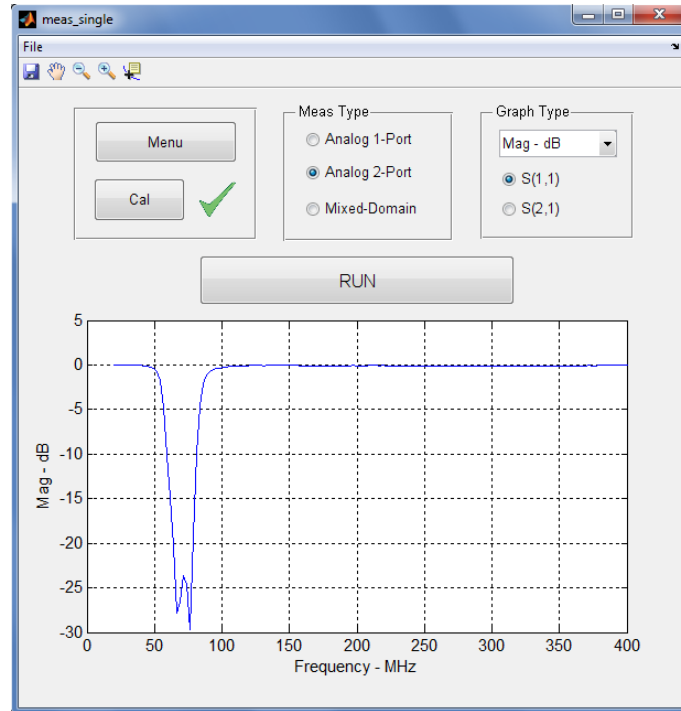 meas_single
File
Menu
Cal
Meas Type
Analog 1-Port
Analog 2-Port
Mixed-Domain
Graph Type
Mag - dB
S(1,1)
S(2,1)
RUN
5
0
-5
-10
-15
-20
-25
-30
Mag - dB
0 50 100 150 200 250 300 350 400
Frequency - MHz